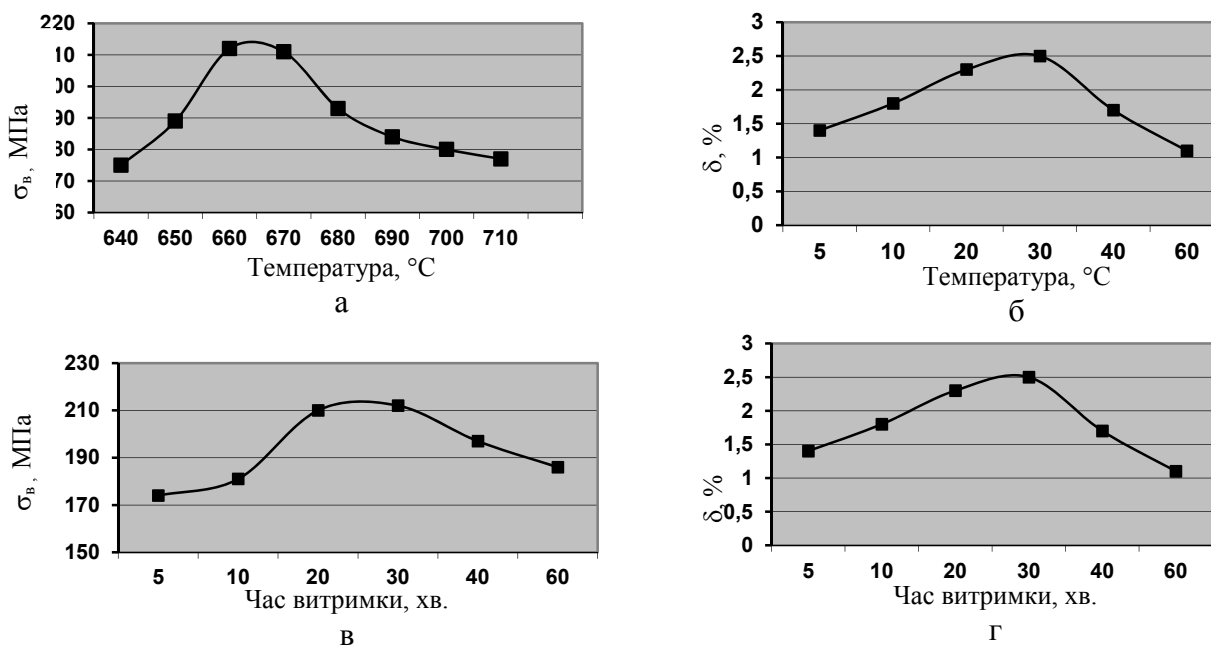 220
10
00
90
80
70
60
σв, МПа
640 650 660 670 680 690 700 710
Температура, °С
а
3
2,5
2
1,5
1
0,5
0
δ, %
5 10 20 30 40 60
Температура, °С
б
230
210
190
170
150
σв, МПа
5 10 20 30 40 60
Час витримки, хв.
в
3
2,5
2
1,5
1
0,5
0
δ, %
5 10 20 30 40 60
Час витримки, хв.
г